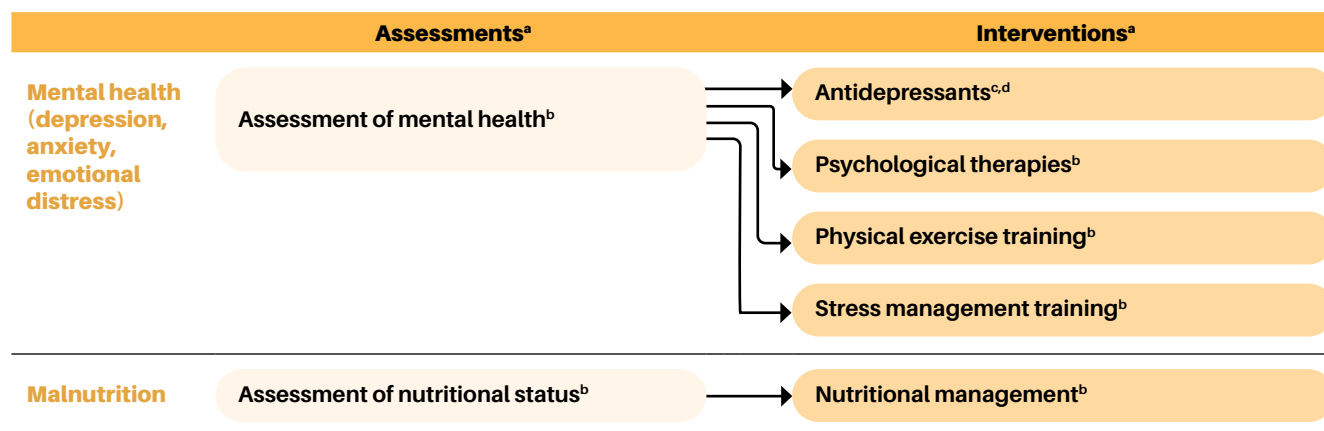 Assessmentsᵃ
Interventionsᵃ
Mental health
(depression,
anxiety,
emotional
distress)
Assessment of mental healthᵇ
Antidepressantsᶜ,ᵈ
Psychological therapiesᵇ
Physical exercise trainingᵇ
Stress management trainingᵇ
Malnutrition
Assessment of nutritional statusᵇ
Nutritional managementᵇ